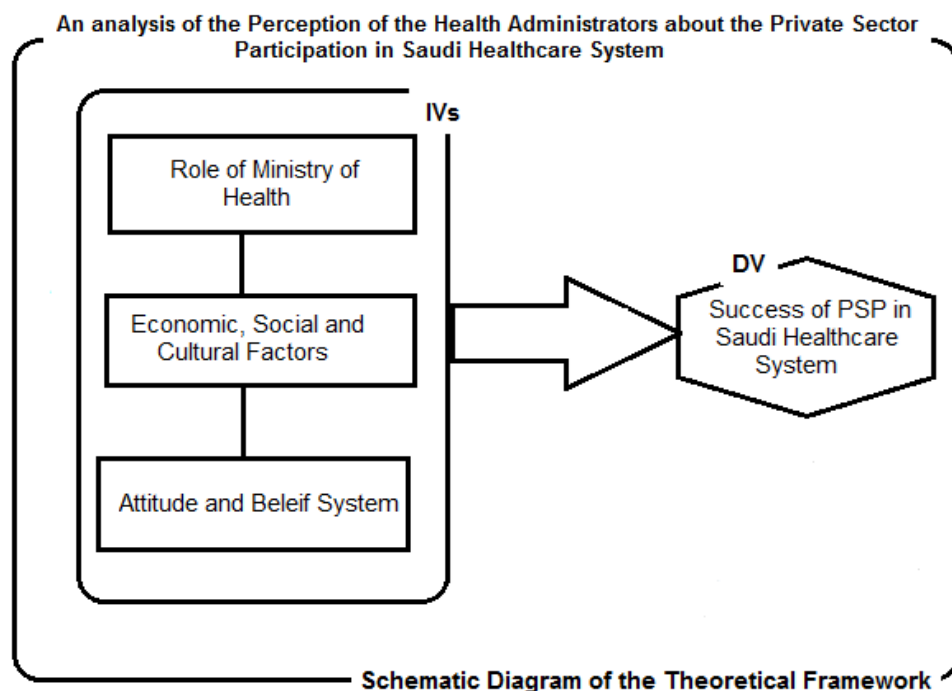 An analysis of the Perception of the Health Administrators about the Private Sector
Participation in Saudi Healthcare System
IVs
Role of Ministry of
Health
Economic, Social and
Cultural Factors
Attitude and Beleif System
DV
Success of PSP in
Saudi Healthcare
System
Schematic Diagram of the Theoretical Framework